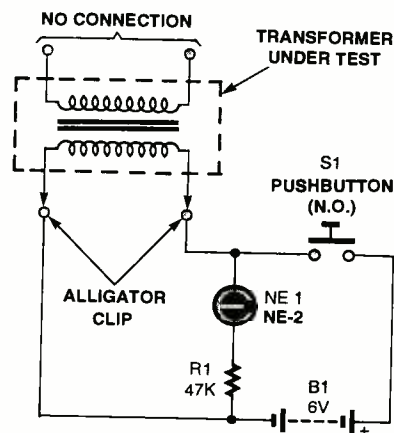 NO CONNECTION
TRANSFORMER
UNDER TEST
S1
PUSHBUTTON
(N.O.)
ALLIGATOR
CLIP
NE 1
NE-2
R1
47K
B1
6V
+